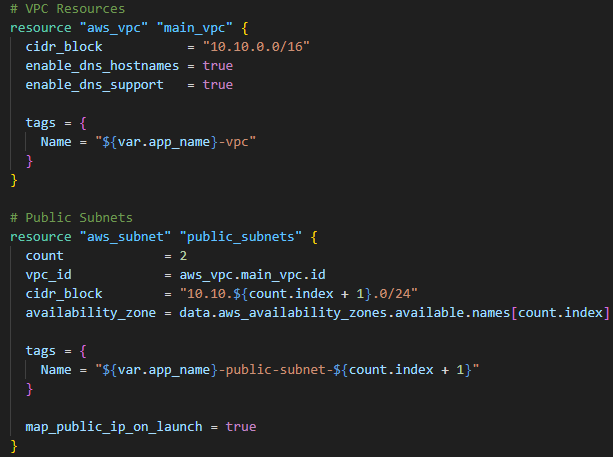 # VPC Resources
resource "aws_vpc" "main_vpc" {
  cidr_block           = "10.10.0.0/16"
  enable_dns_hostnames = true
  enable_dns_support   = true

  tags = {
    Name = "${var.app_name}-vpc"
  }
}

# Public Subnets
resource "aws_subnet" "public_subnets" {
  count             = 2
  vpc_id            = aws_vpc.main_vpc.id
  cidr_block        = "10.10.${count.index + 1}.0/24"
  availability_zone = data.aws_availability_zones.available.names[count.index]

  tags = {
    Name = "${var.app_name}-public-subnet-${count.index + 1}"
  }

  map_public_ip_on_launch = true
}